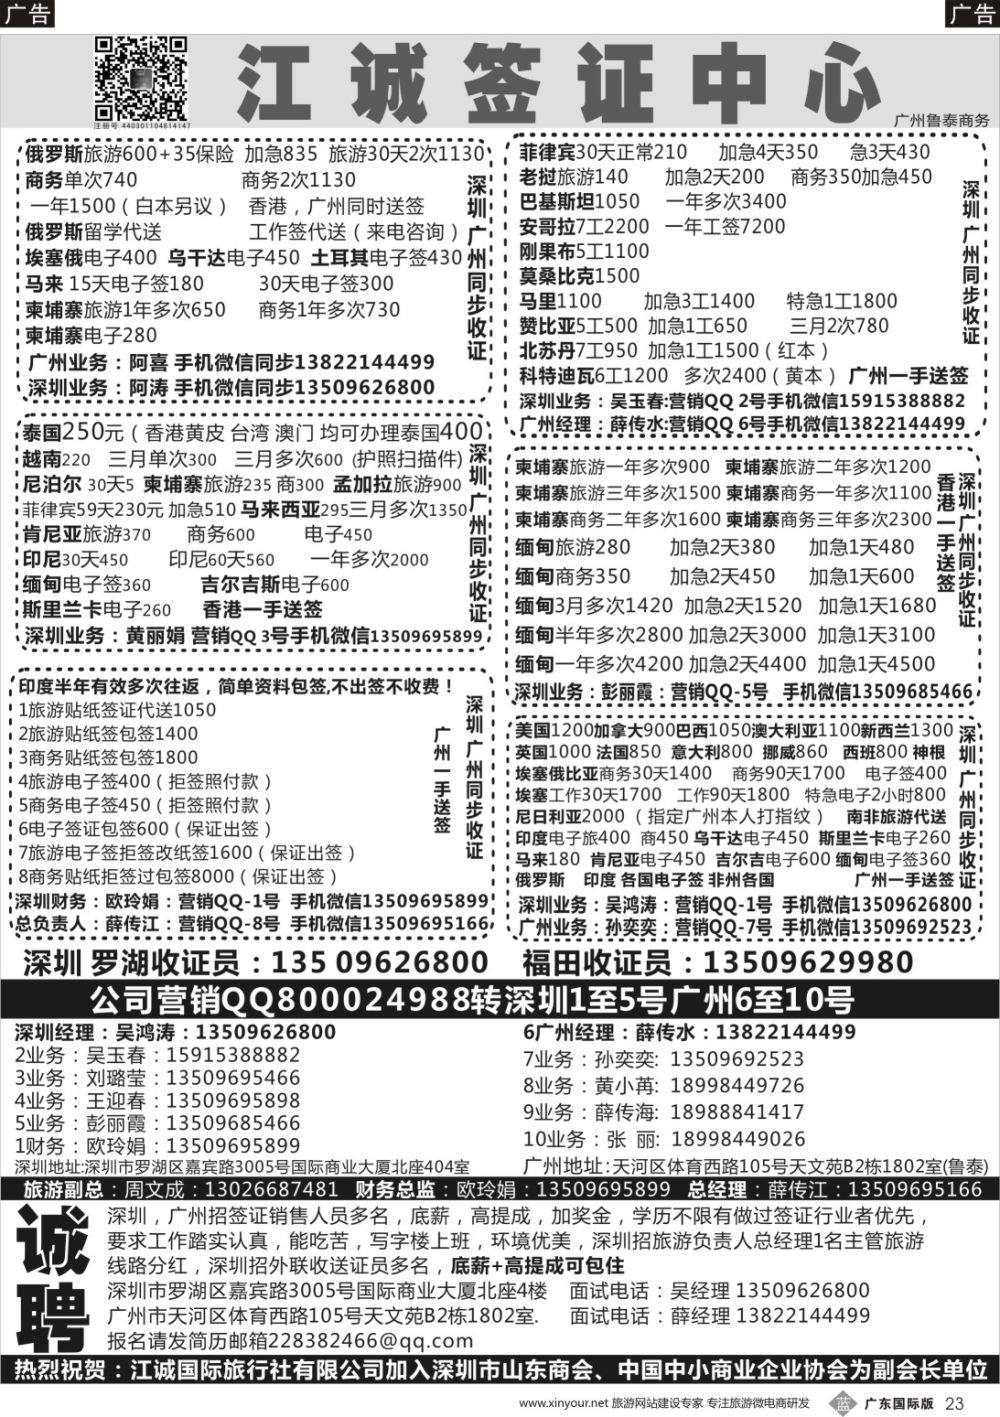 广告
广告
江诚签证中心
注册号 440301104814147
广州鲁泰商务
俄罗斯旅游600+35保险 加急835 旅游30天2次1130
商务单次740 商务2次1130
一年1500（白本另议） 香港，广州同时送签
俄罗斯留学代送 工作签代送（来电咨询）
埃塞俄电子400 乌干达电子450 土耳其电子签430
马来 15天电子签180 30天电子签300
柬埔寨旅游1年多次650 商务1年多次730
柬埔寨电子280
广州业务：阿喜 手机微信同步13822144499
深圳业务：阿涛 手机微信同步13509626800
深圳 广州同步收证
菲律宾30天正常210 加急4天350 急3天430
老挝旅游140 加急2天200 商务350加急450
巴基斯坦1050 一年多次3400
安哥拉7工2200 一年工签7200
刚果布5工1100
莫桑比克1500
马里1100 加急3工1400 特急1工1800
赞比亚5工500 加急1工650 三月2次780
北苏丹7工950 加急1工1500（红本）
科特迪瓦6工1200 多次2400（黄本） 广州一手送签
深圳业务：吴玉春:营销QQ 2号手机微信15915388882
广州经理：薛传水:营销QQ 6号手机微信13822144499
深圳 广州同步收证
泰国250元（香港黄皮 台湾 澳门 均可办理泰国400
越南220 三月单次300 三月多次600 (护照扫描件)
尼泊尔 30天5 柬埔寨旅游235 商300 孟加拉旅游900
菲律宾59天230元 加急510 马来西亚295三月多次1350
肯尼亚旅游370 商务600 电子450
印尼30天450 印尼60天560 一年多次2000
缅甸电子签360 吉尔吉斯电子600
斯里兰卡电子260 香港一手送签
深圳业务：黄丽娟 营销QQ 3号手机微信13509695899
深圳 广州同步收证
柬埔寨旅游一年多次900 柬埔寨旅游二年多次1200
柬埔寨旅游三年多次1500 柬埔寨商务一年多次1100
柬埔寨商务二年多次1600 柬埔寨商务三年多次2300
缅甸旅游280 加急2天380 加急1天480
缅甸商务350 加急2天450 加急1天600
缅甸3月多次1420 加急2天1520 加急1天1680
缅甸半年多次2800 加急2天3000 加急1天3100
缅甸一年多次4200 加急2天4400 加急1天4500
深圳业务：彭丽霞：营销QQ-5号 手机微信13509685466
香港一手送签
深圳 广州同步收证
印度半年有效多次往返，简单资料包签,不出签不收费！
1旅游贴纸签证代送1050
2旅游贴纸签包签1400
3商务贴纸签包签1800
4旅游电子签400（拒签照付款）
5商务电子签450（拒签照付款）
6电子签证包签600（保证出签）
7旅游电子签拒签改纸签1600（保证出签）
8商务贴纸拒签过包签8000（保证出签）
深圳财务：欧玲娟：营销QQ-1号 手机微信13509695899
总负责人：薛传江：营销QQ-8号 手机微信13509695166
广州一手送签
深圳 广州同步收证
美国1200加拿大900巴西1050澳大利亚1100新西兰1300
英国1000 法国850 意大利800 挪威860 西班800 神根
埃塞俄比亚商务30天1400 商务90天1700 电子签400
埃塞工作30天1700 工作90天1800 特急电子2小时800
尼日利亚2000（指定广州本人打指纹） 南非旅游代送
印度电子旅400 商450 乌干达电子450 斯里兰卡电子260
马来180 肯尼亚电子450 吉尔吉电子600 缅甸电子签360
俄罗斯 印度 各国电子签 非州各国 广州一手送签
深圳业务：吴鸿涛：营销QQ-1号 手机微信13509626800
广州业务：孙奕奕：营销QQ-7号 手机微信13509692523
深圳 广州同步收证
深圳 罗湖收证员：135 09626800 福田收证员：13509629980
公司营销QQ800024988转深圳1至5号广州6至10号
深圳经理：吴鸿涛：13509626800
2业务：吴玉春：15915388882
3业务：刘璐莹：13509695466
4业务：王迎春：13509695898
5业务：彭丽霞：13509685466
1财务：欧玲娟：13509695899
深圳地址:深圳市罗湖区嘉宾路3005号国际商业大厦北座404室
6广州经理：薛传水：13822144499
7业务：孙奕奕: 13509692523
8业务：黄小苒: 18998449726
9业务：薛传海: 18988841417
10业务：张 丽: 18998449026
广州地址:天河区体育西路105号天文苑B2栋1802室(鲁泰)
旅游副总：周文成：13026687481 财务总监：欧玲娟：13509695899 总经理：薛传江：13509695166
诚聘
深圳，广州招签证销售人员多名，底薪，高提成，加奖金，学历不限有做过签证行业者优先，
要求工作踏实认真，能吃苦，写字楼上班，环境优美，深圳招旅游负责人总经理1名主管旅游
线路分红，深圳招外联收送证员多名，底薪+高提成可包住
深圳市罗湖区嘉宾路3005号国际商业大厦北座4楼 面试电话：吴经理 13509626800
广州市天河区体育西路105号天文苑B2栋1802室. 面试电话：薛经理 13822144499
报名请发简历邮箱228382466@qq.com
热烈祝贺：江诚国际旅行社有限公司加入深圳市山东商会、中国中小商业企业协会为副会长单位
www.xinyour.net 旅游网站建设专家 专注旅游微电商研发 蓝 广东国际版 23